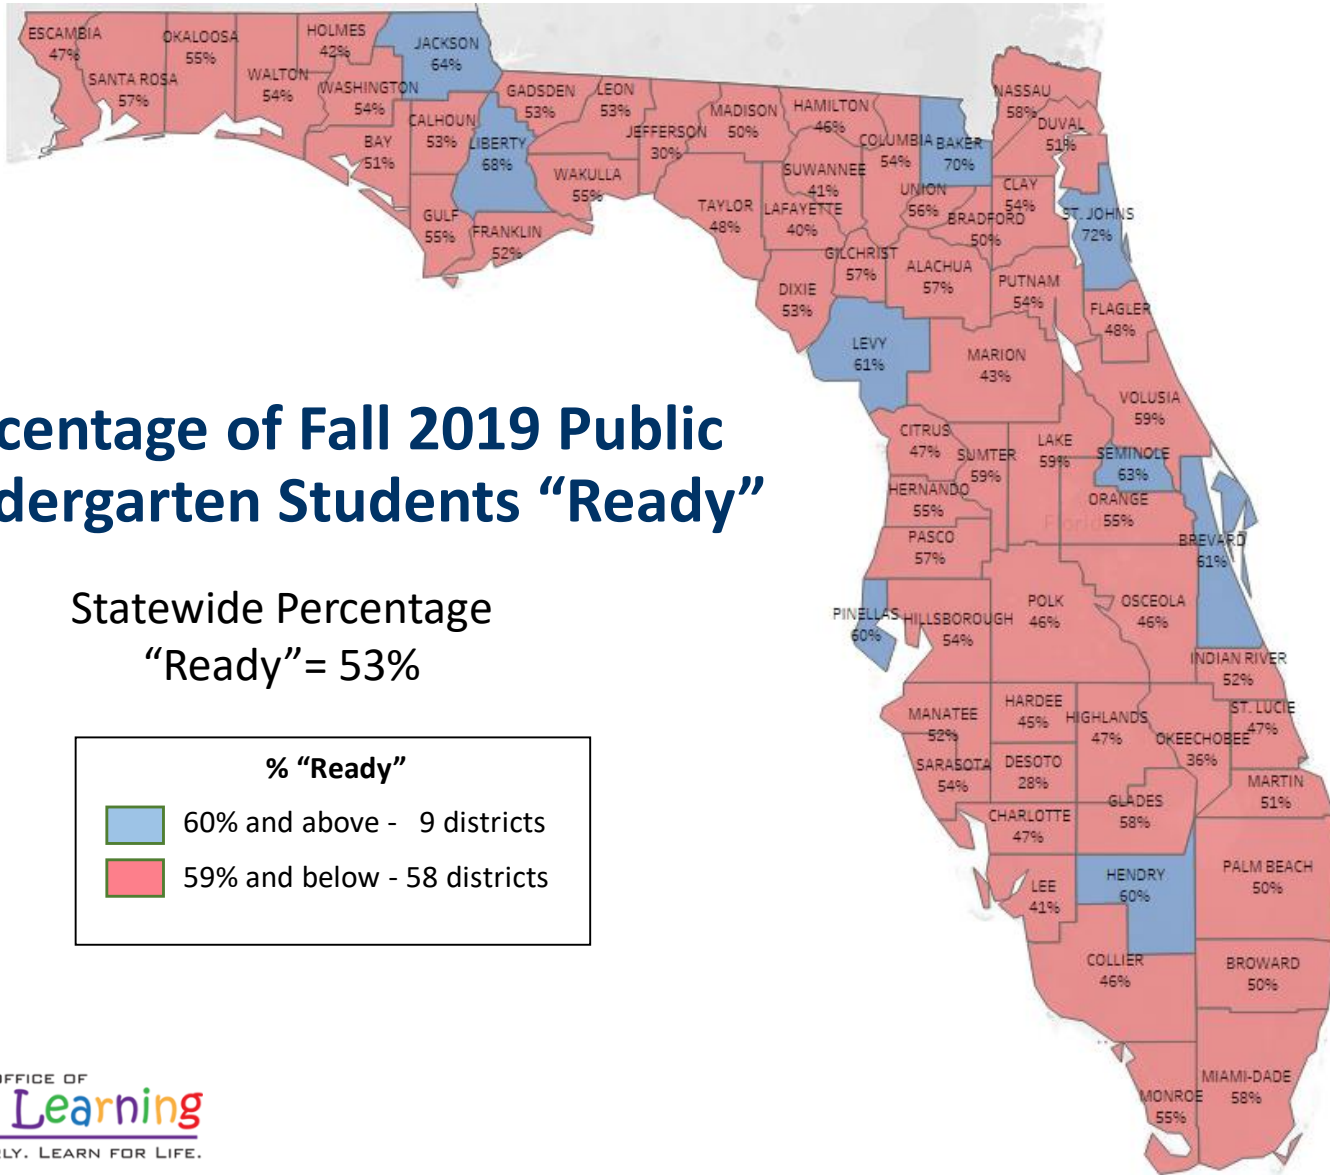 ESCAMBIA
47%
SANTA ROSA
57%
OKALOOSA
55%
WALTON
54%
HOLMES
42%
WASHINGTON
54%
JACKSON
64%
BAY
51%
CALHOUN
53%
LIBERTY
68%
GULF
55%
FRANKLIN
52%
GADSDEN
53%
LEON
53%
WAKULLA
55%
JEFFERSON
30%
MADISON
50%
TAYLOR
48%
HAMILTON
46%
SUWANNEE
41%
LAFAYETTE
40%
COLUMBIA
54%
BAKER
70%
UNION
56%
BRADFORD
50%
NASSAU
58%
DUVAL
51%
CLAY
54%
ST. JOHNS
72%
GILCHRIST
57%
ALACHUA
57%
PUTNAM
54%
DIXIE
53%
FLAGLER
48%
LEVY
61%
MARION
43%
VOLUSIA
59%
Percentage of Fall 2019 Public
Kindergarten Students “Ready”
Statewide Percentage
“Ready”= 53%
% “Ready”
60% and above - 9 districts
59% and below - 58 districts
CITRUS
47%
SUMTER
59%
LAKE
59%
SEMINOLE
63%
HERNANDO
55%
ORANGE
55%
Florida
PASCO
57%
BREVARD
61%
PINELLAS
60%
HILLSBOROUGH
54%
POLK
46%
OSCEOLA
46%
INDIAN RIVER
52%
MANATEE
52%
HARDEE
45%
HIGHLANDS
47%
OKEECHOBEE
36%
ST. LUCIE
47%
SARASOTA
54%
DESOTO
28%
MARTIN
51%
CHARLOTTE
47%
GLADES
58%
LEE
41%
HENDRY
60%
PALM BEACH
50%
COLLIER
46%
BROWARD
50%
MONROE
55%
MIAMI-DADE
58%
OFFICE OF
Learning
LY. LEARN FOR LIFE.